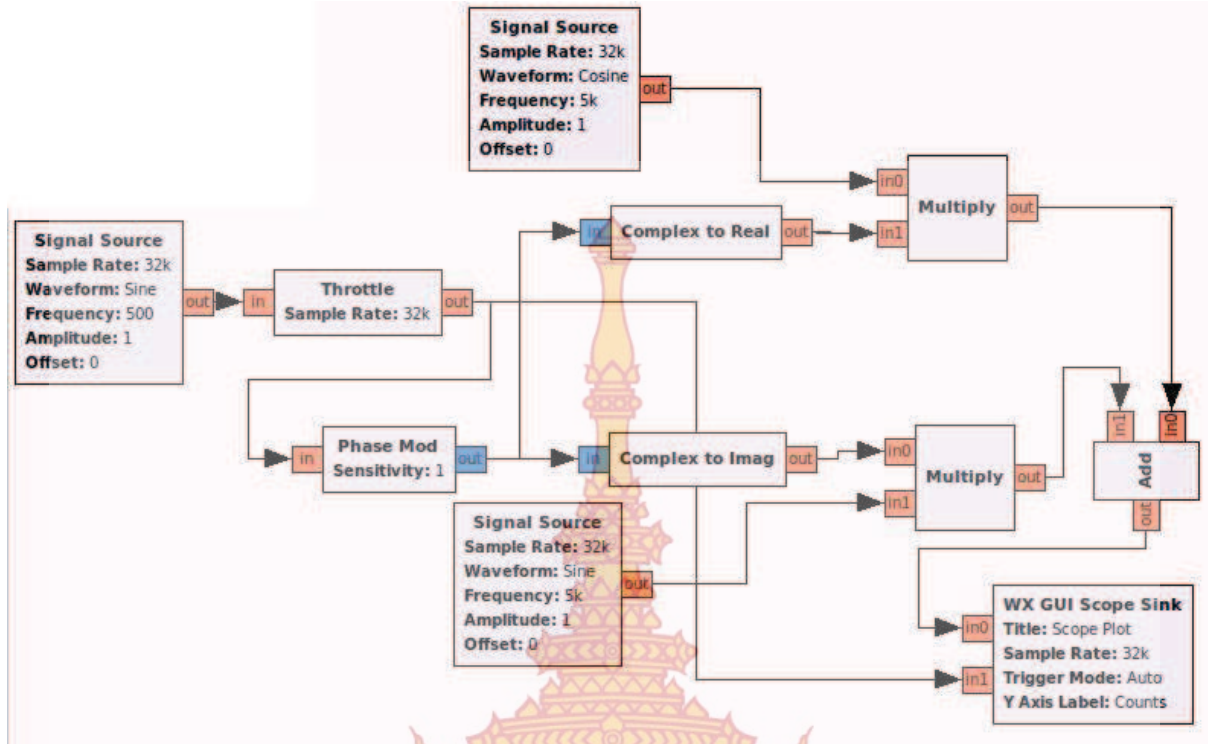 Signal Source
Sample Rate: 32k
Waveform: Cosine
Frequency: 5k
Amplitude: 1
Offset: 0
out
in0
in1
Multiply
out
Signal Source
Sample Rate: 32k
Waveform: Sine
Frequency: 500
Amplitude: 1
Offset: 0
out
in
Throttle
Sample Rate: 32k
out
in
Complex to Real
out
in
Phase Mod
Sensitivity: 1
out
in
Complex to Imag
out
in0
in1
Multiply
out
Signal Source
Sample Rate: 32k
Waveform: Sine
Frequency: 5k
Amplitude: 1
Offset: 0
out
in1
in0
Add
out
in0
in1
WX GUI Scope Sink
Title: Scope Plot
Sample Rate: 32k
Trigger Mode: Auto
Y Axis Label: Counts